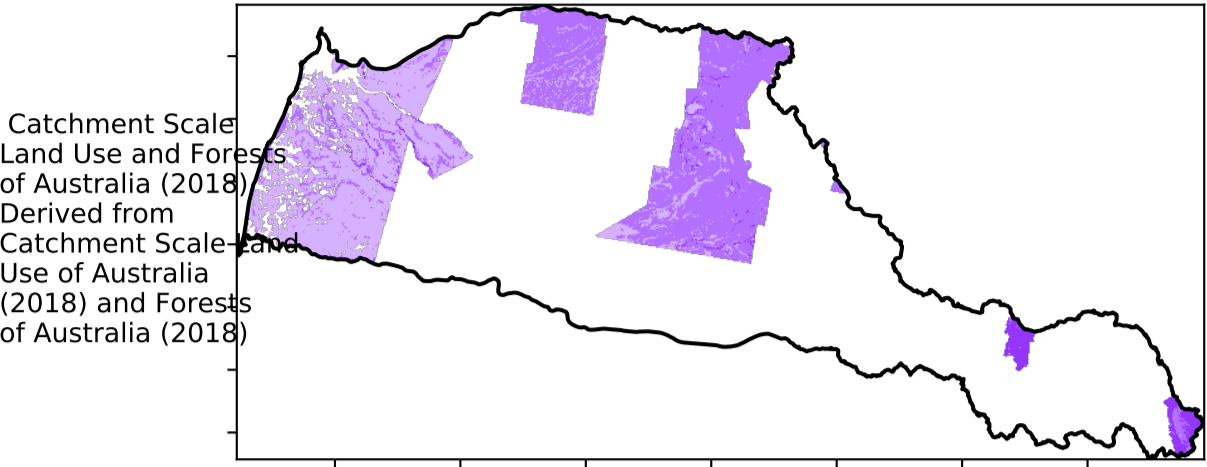 Catchment Scale
Land Use and Forests
of Australia (2018)
Derived from
Catchment Scale Land
Use of Australia
(2018) and Forests
of Australia (2018)